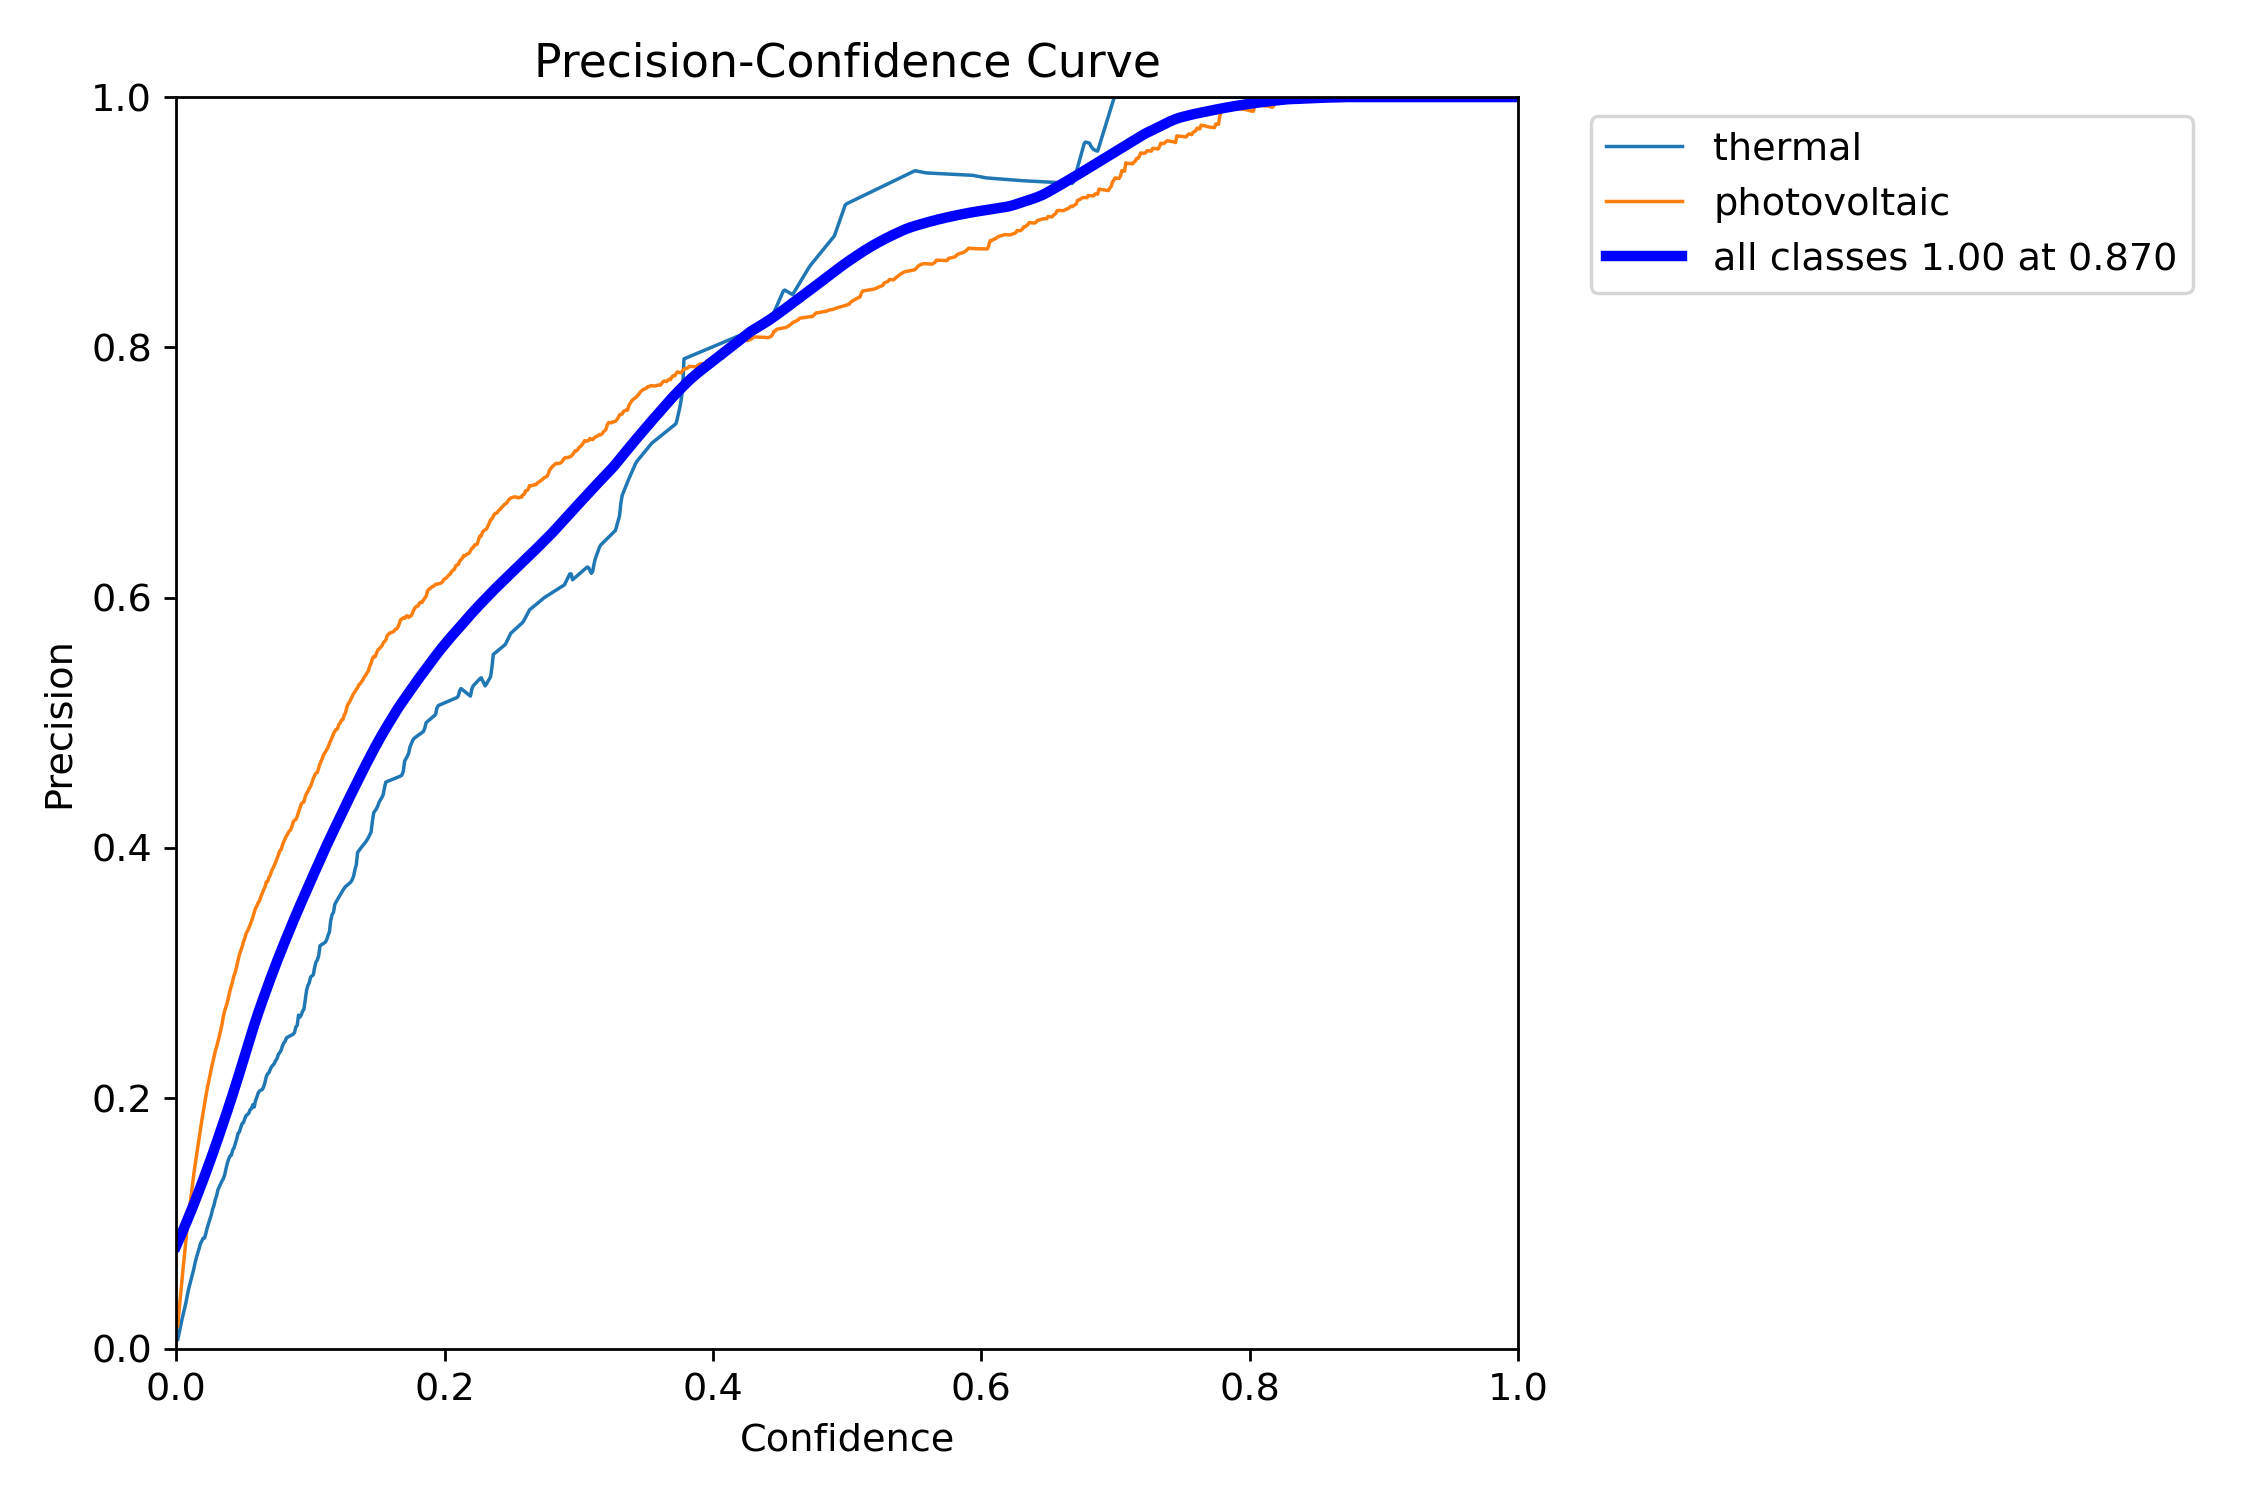 Precision-Confidence Curve
1.0
0.8
0.6
0.4
0.2
0.0
Precision
0.0 0.2 0.4 0.6 0.8 1.0
Confidence
thermal
photovoltaic
all classes 1.00 at 0.870